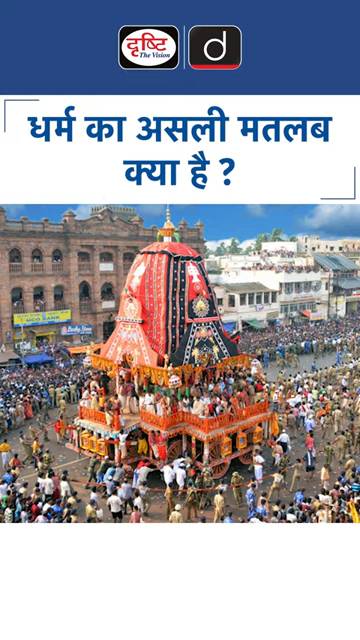 दृष्टि
The Vision
d
धर्म का असली मतलब
क्या है ?